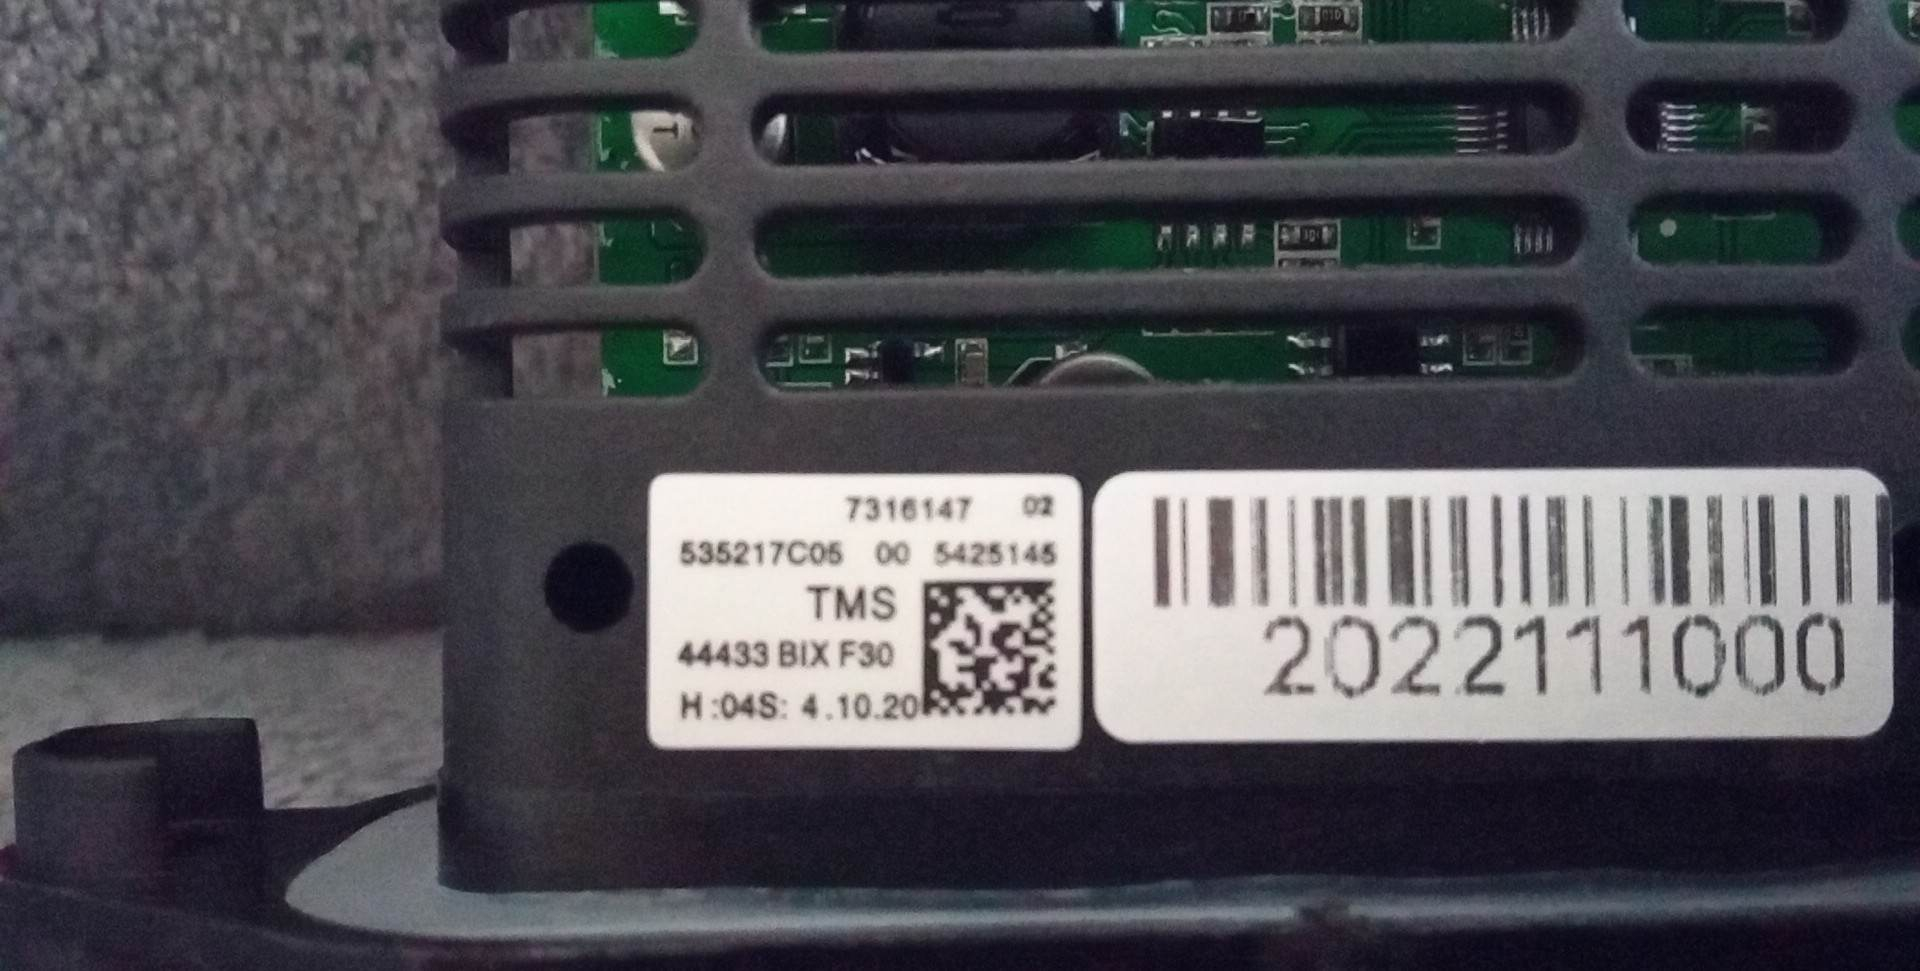 7316147 02
535217C05 00 5425145
TMS
44433 BIX F30
H:04S: 4.10.20
2022111000